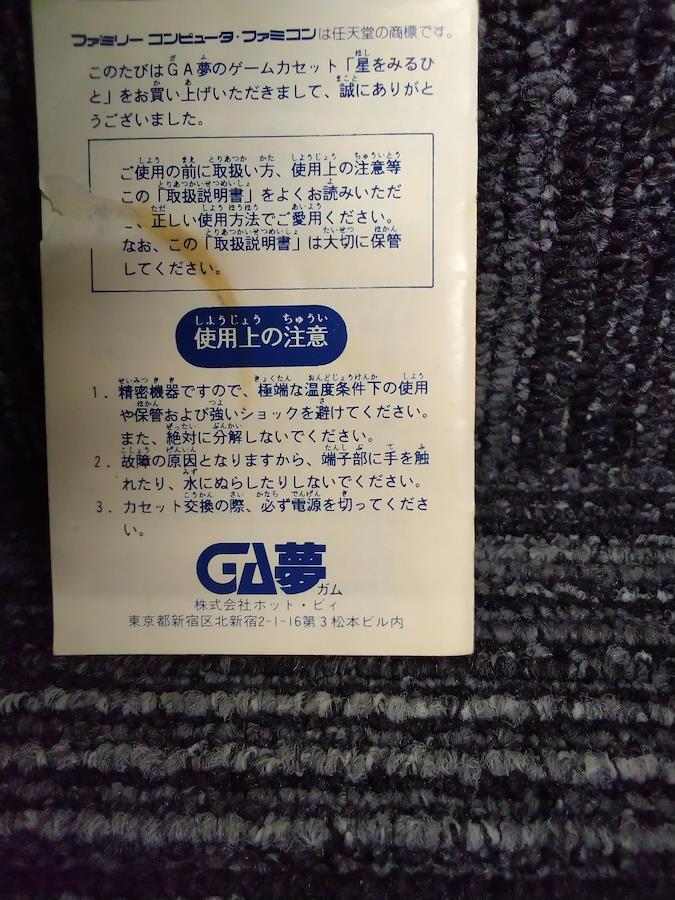 ファミリー コンピュータ・ファミコンは任天堂の商標です。
このたびはGA夢のゲームカセット「星をみるひ
と」をお買い上げいただきまして、誠にありがと
うございました。
ご使用の前に取扱い方、使用上の注意等
この「取扱説明書」をよくお読みいただ
、正しい使用方法でご愛用ください。
なお、この「取扱説明書」は大切に保管
してください。
使用上の注意
1. 精密機器ですので、極端な温度条件下の使用
や保管および強いショックを避けてください。
また、絶対に分解しないでください。
2. 故障の原因となりますから、端子部に手を触
れたり、水にぬらしたりしないでください。
3. カセット交換の際、必ず電源を切ってくださ
い。
GA夢
ガム
株式会社ホット・ビィ
東京都新宿区北新宿2-1-16第3松本ビル内